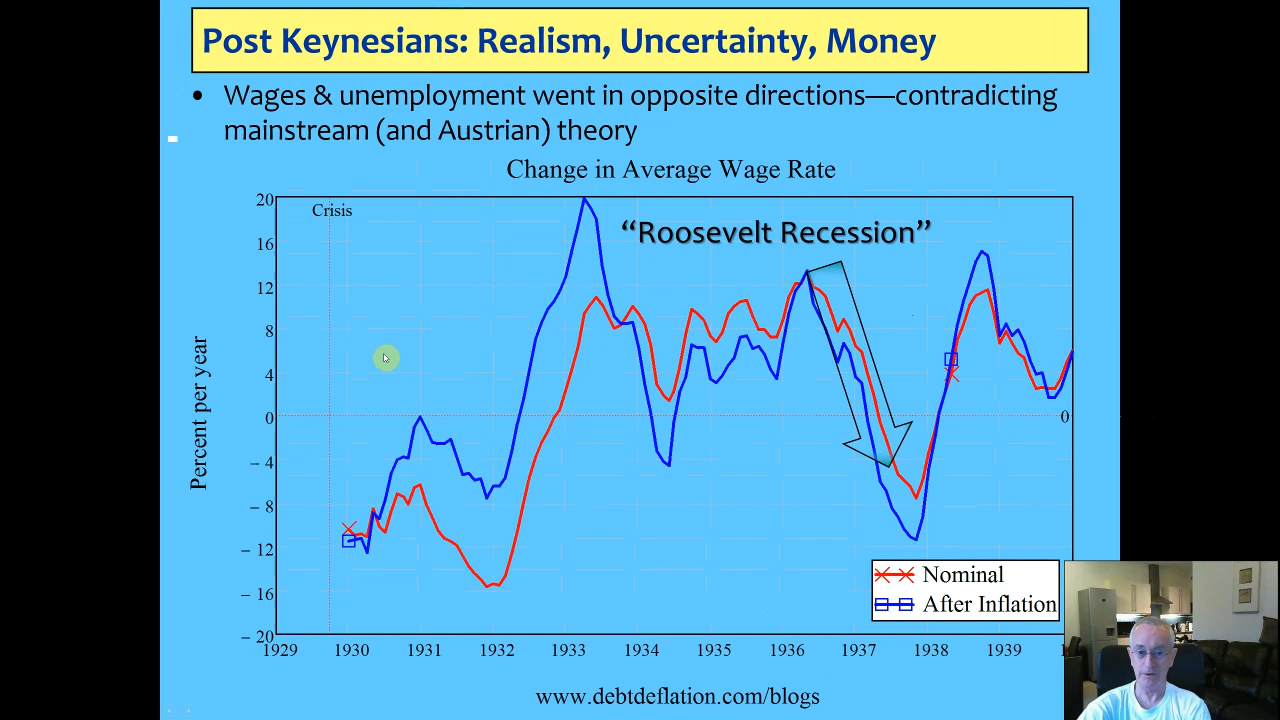 Post Keynesians: Realism, Uncertainty, Money
• Wages & unemployment went in opposite directions—contradicting
mainstream (and Austrian) theory
Change in Average Wage Rate
Crisis
“Roosevelt Recession”
Percent per year
20
16
12
8
4
0
– 4
– 8
– 12
– 16
– 20
0
Nominal
After Inflation
1929 1930 1931 1932 1933 1934 1935 1936 1937 1938 1939
www.debtdeflation.com/blogs